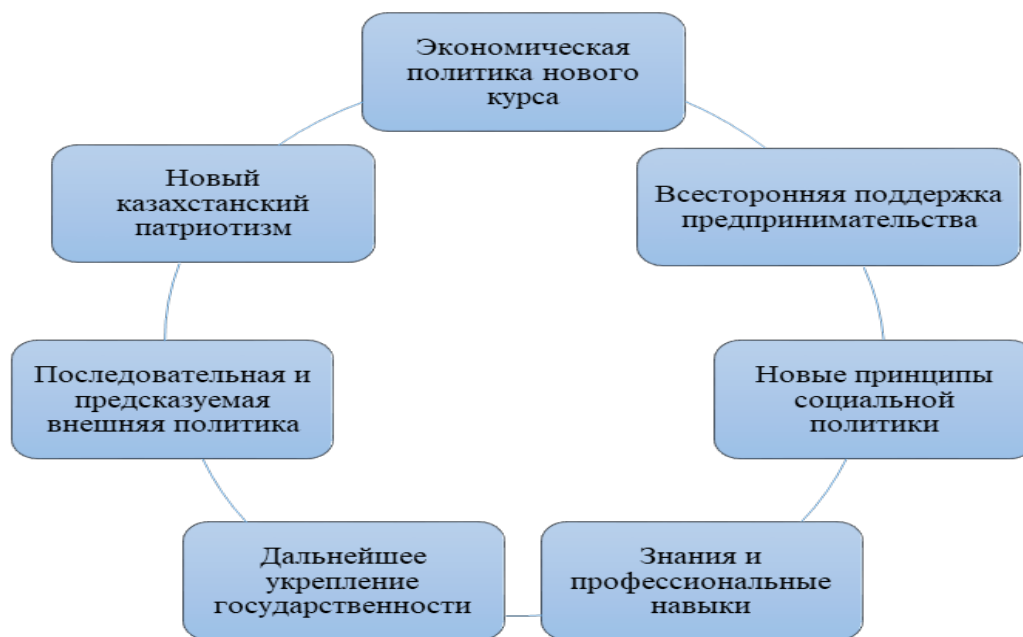 Экономическая
политика нового
курса
Всесторонняя поддержка
предпринимательства
Новые принципы
социальной
политики
Знания и
профессиональные
навыки
Дальнейшее
укрепление
государственности
Последовательная и
предсказуемая
внешняя политика
Новый
казахстанский
патриотизм